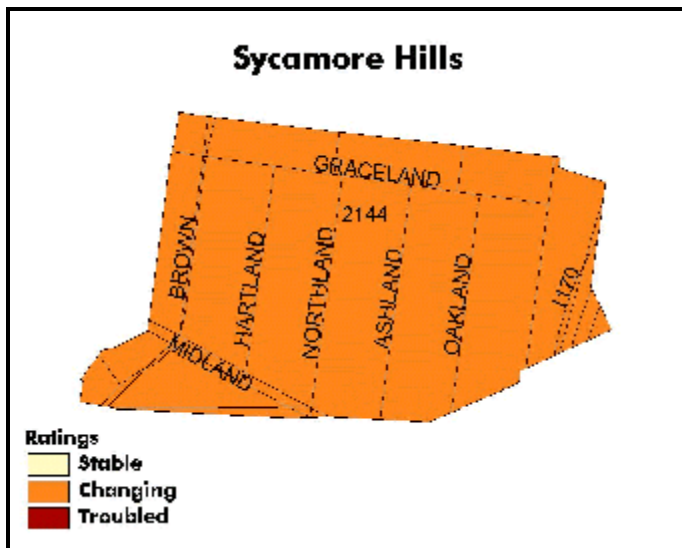 Sycamore Hills
GRACELAND
2144
BROWN
HARTLAND
NORTHLAND
ASHLAND
OAKLAND
I170
MIDLAND
Ratings
Stable
Changing
Troubled